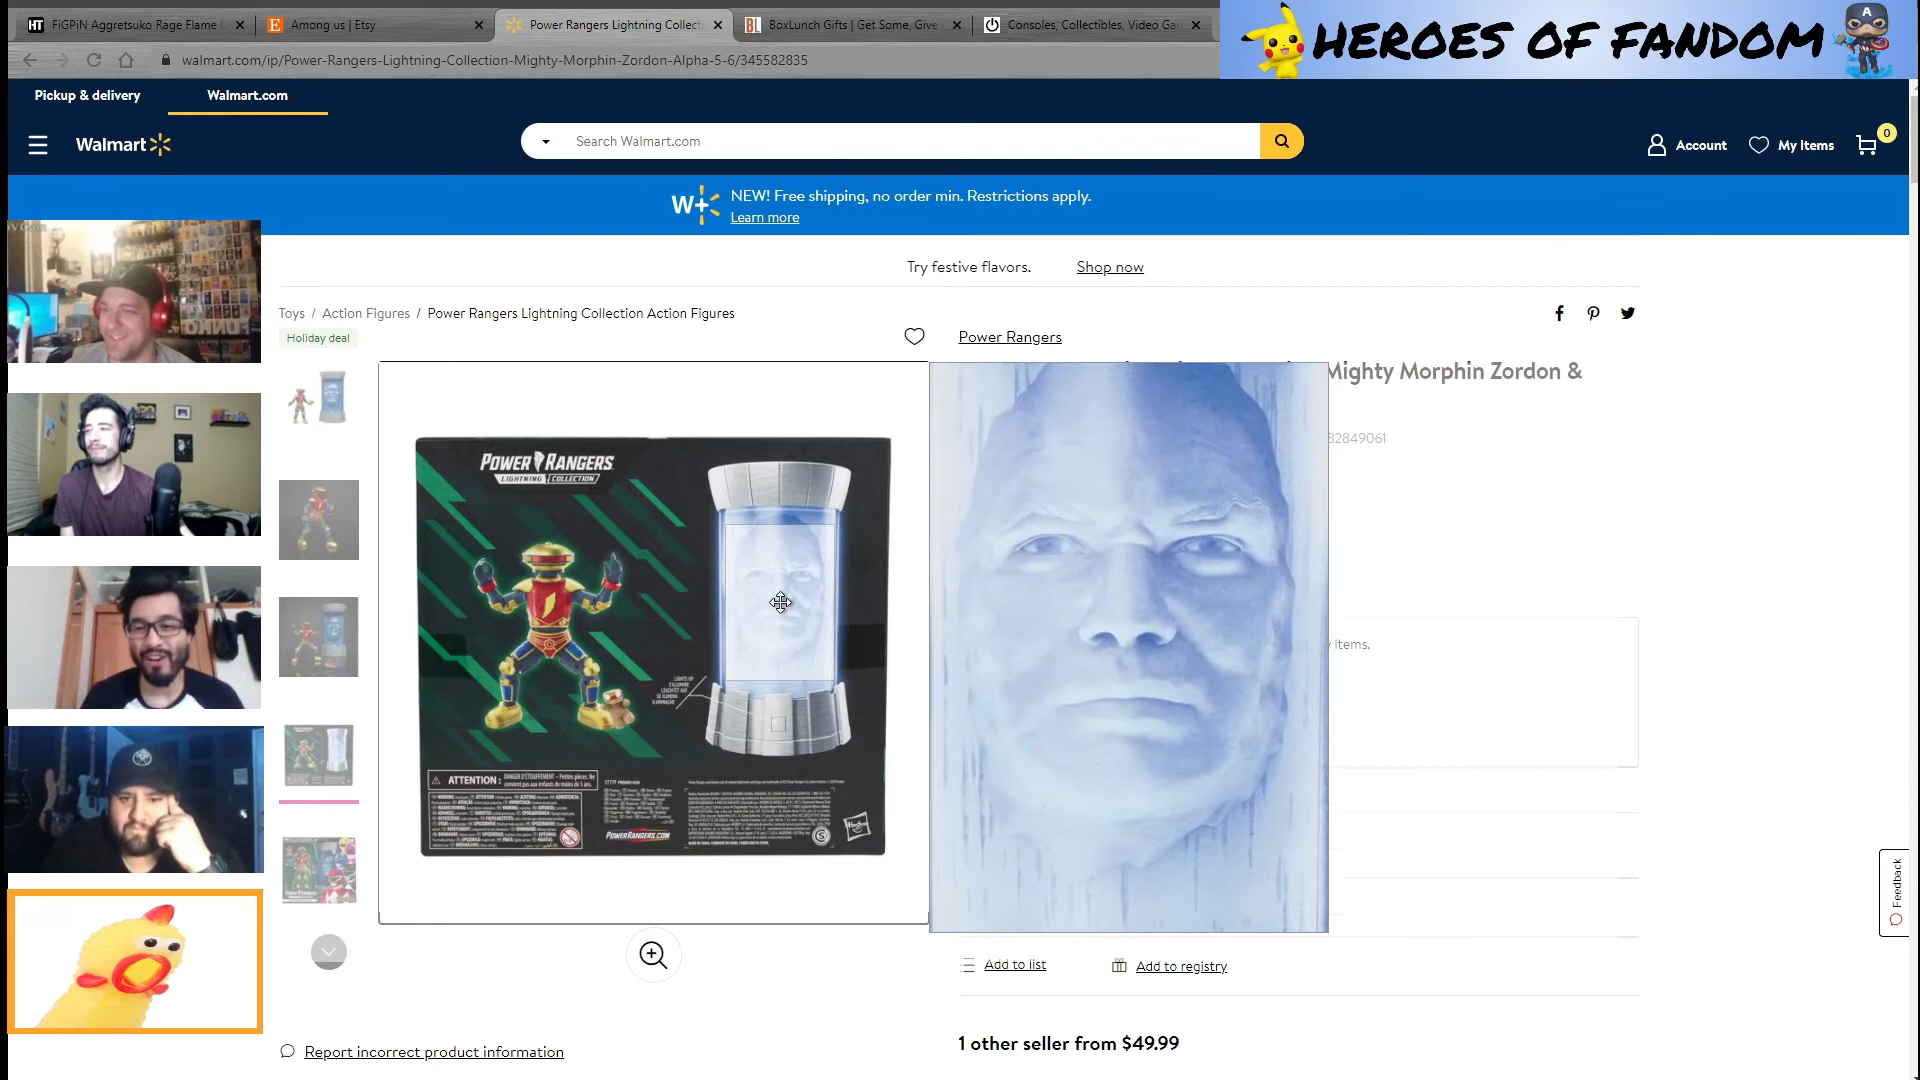 FiGPiN Aggretsuko Rage Flame
Among us | Etsy
Power Rangers Lightning Collect
BoxLunch Gifts | Get Some, Give
Consoles, Collectibles, Video Ga
HEROES OF FANDOM
walmart.com/ip/Power-Rangers-Lightning-Collection-Mighty-Morphin-Zordon-Alpha-5-6/345582835
Pickup & delivery
Walmart.com
Walmart
Search Walmart.com
Account
My Items
0
W+
NEW! Free shipping, no order min. Restrictions apply.
Learn more
Try festive flavors.
Shop now
Toys / Action Figures / Power Rangers Lightning Collection Action Figures
Holiday deal
Power Rangers
Mighty Morphin Zordon &
82849061
POWER RANGERS
LIGHTNING COLLECTION
items.
ATTENTION :
POWERRANGERS.COM
Hasbro
Feedback
Add to list
Add to registry
1 other seller from $49.99
Report incorrect product information